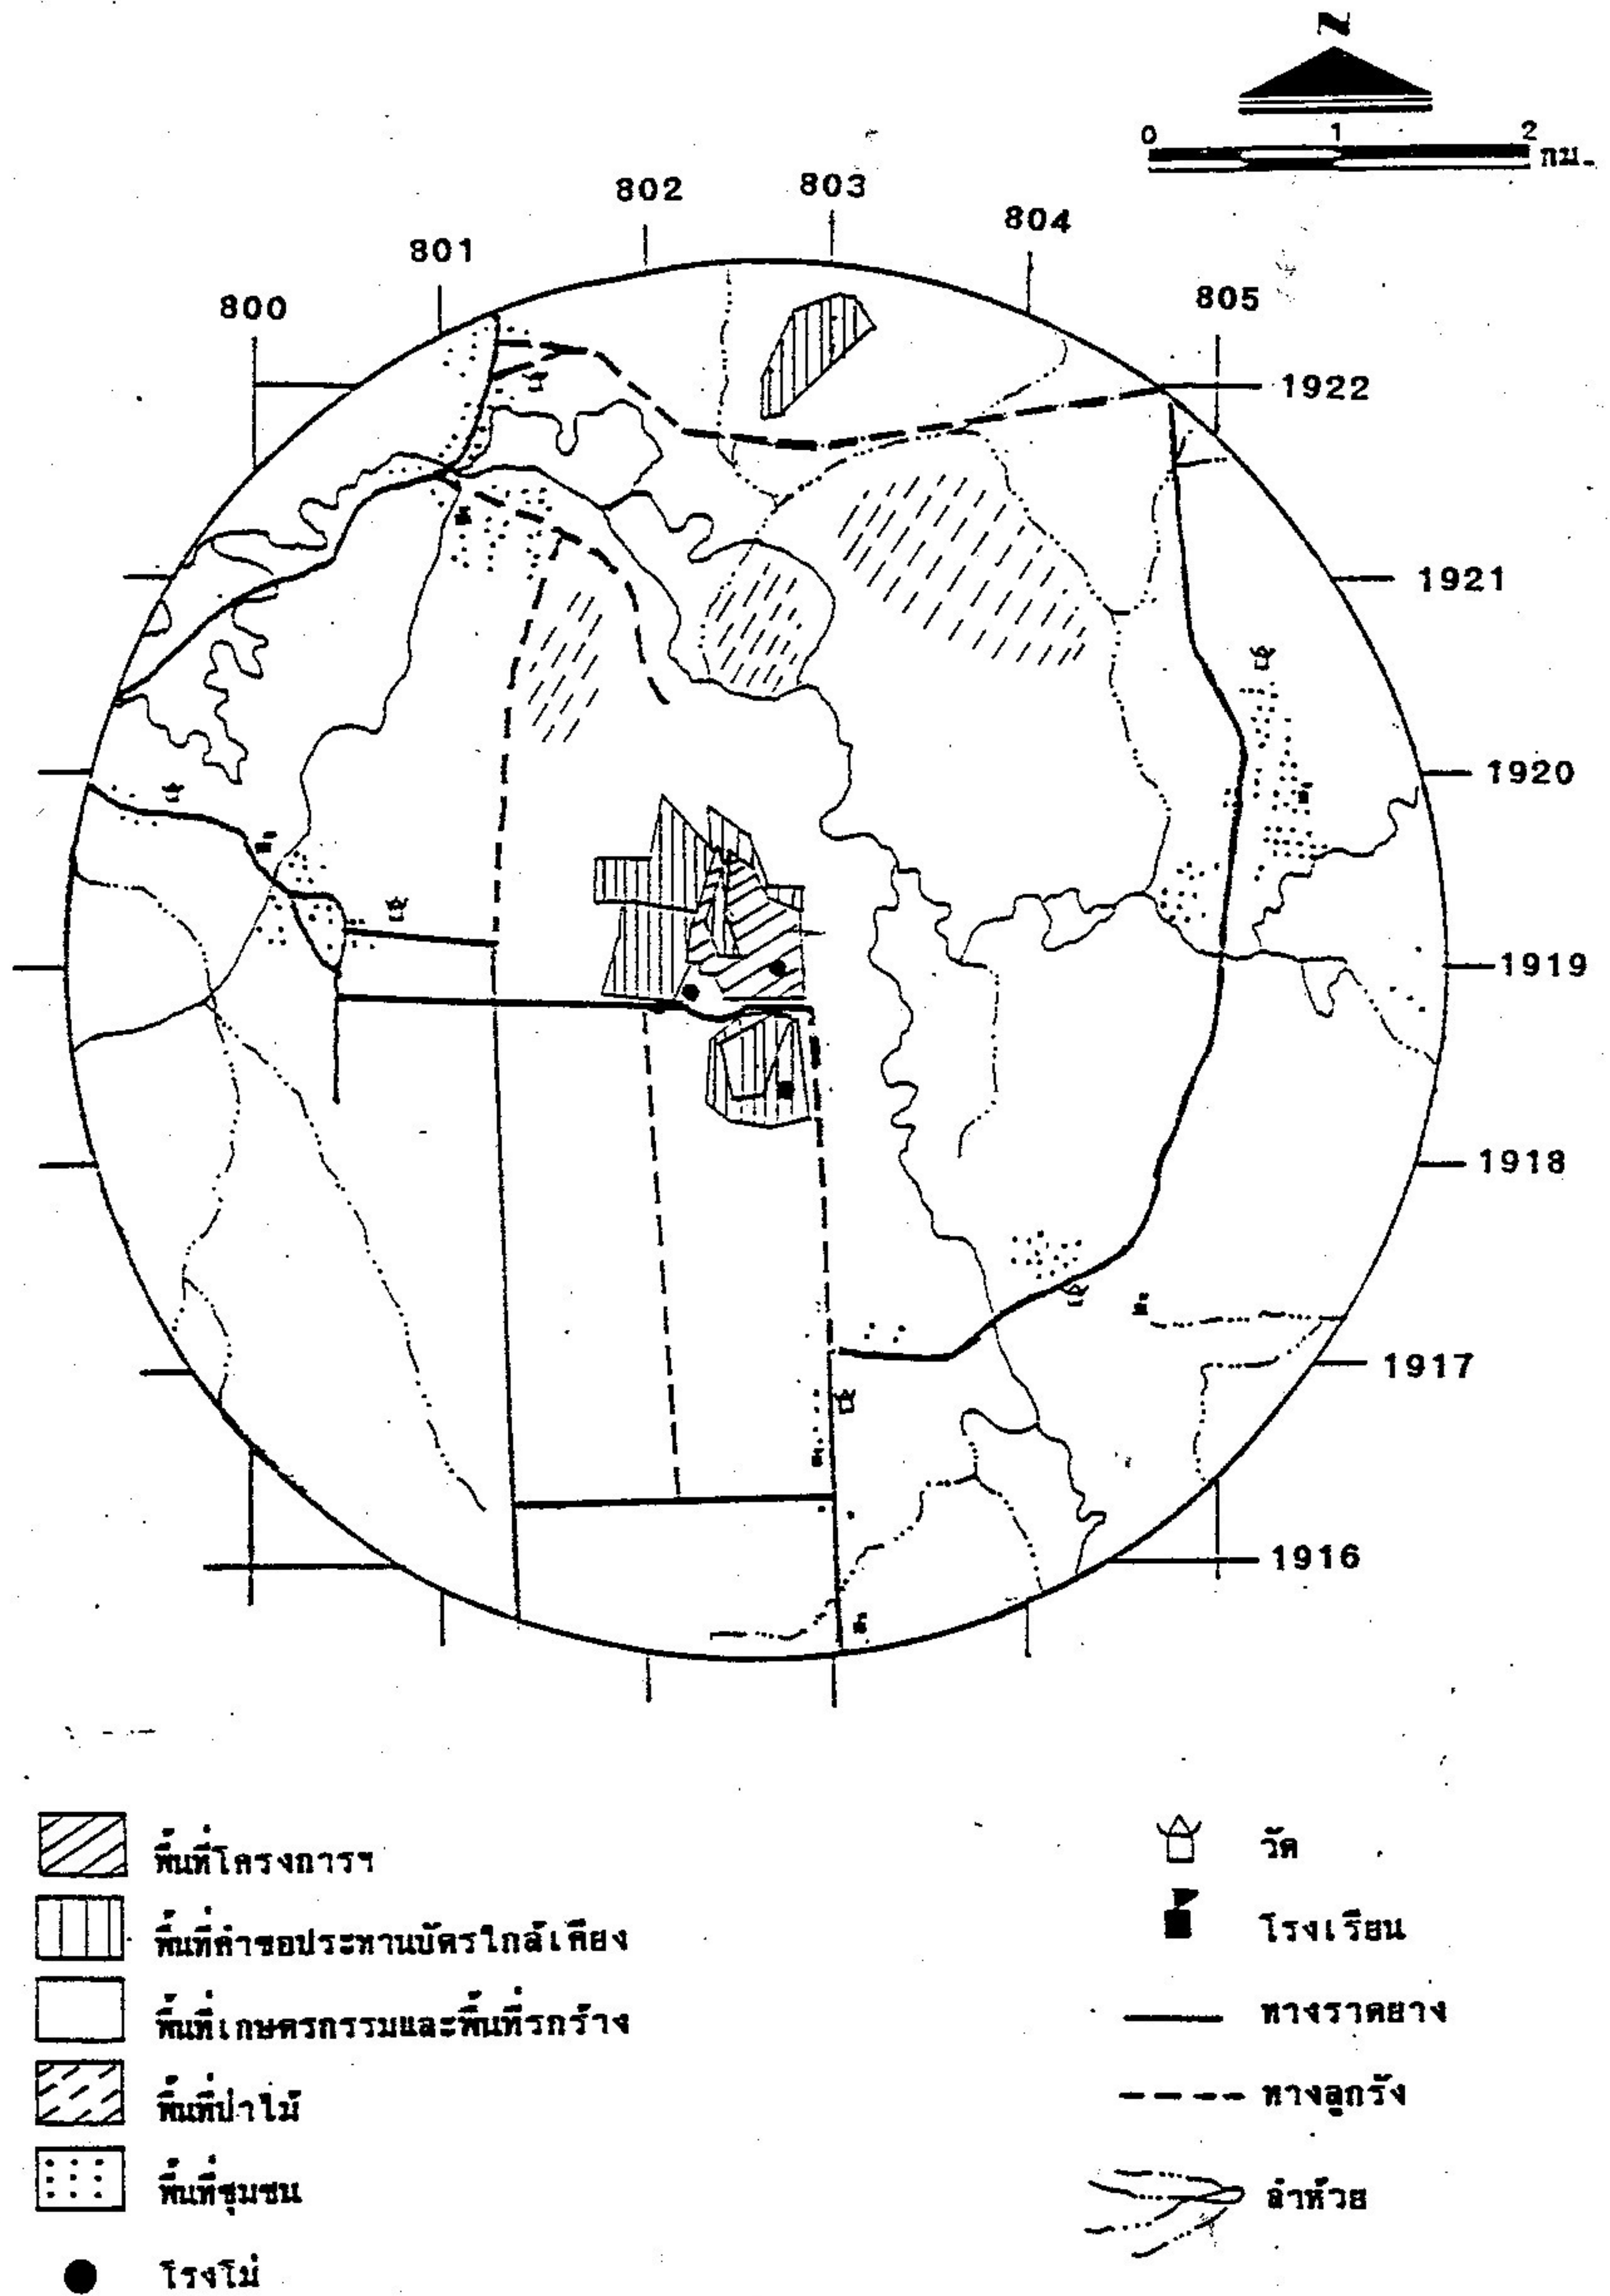 N
0 1 2 กม.
802 803
804
801
800 805
1922
1921
1920
1919
1918
1917
1916
พื้นที่โครงการฯ
พื้นที่คำขอประทานบัตรใกล้เคียง
พื้นที่เกษตรกรรมและพื้นที่รกร้าง
พื้นที่ป่าไม้
พื้นที่ชุมชน
โรงโม่
วัด
โรงเรียน
ทางราดยาง
ทางลูกรัง
ลำห้วย